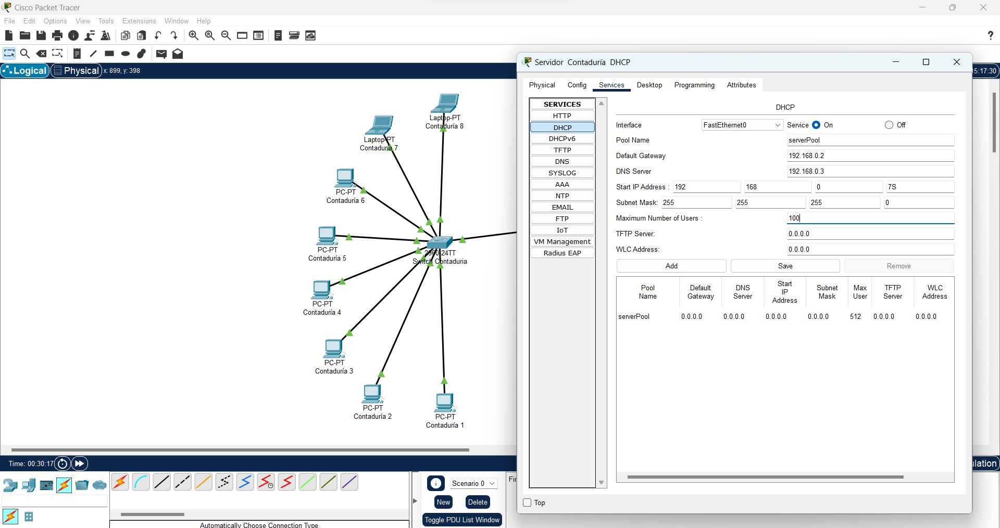 Cisco Packet Tracer
File Edit Options View Tools Extensions Window Help
?
Logical Physical x: 899, y: 398
5:17:30
Laptop-PT
Contaduría 8
Laptop-PT
Contaduria 7
PC-PT
Contaduría 6
PC-PT
Contaduría 5
PC-PT
Contaduría 4
PC-PT
Contaduría 3
PC-PT
Contaduría 2
PC-PT
Contaduría 1
2960-24TT
Switch Contaduria
Servidor Contaduría DHCP
Physical Config Services Desktop Programming Attributes
SERVICES
HTTP
DHCP
DHCPv6
TFTP
DNS
SYSLOG
AAA
NTP
EMAIL
FTP
IoT
VM Management
Radius EAP
DHCP
Interface FastEthernet0 Service On Off
Pool Name serverPool
Default Gateway 192.168.0.2
DNS Server 192.168.0.3
Start IP Address : 192 168 0 7S
Subnet Mask: 255 255 255 0
Maximum Number of Users : 100
TFTP Server: 0.0.0.0
WLC Address: 0.0.0.0
Add Save Remove
Pool Name Default Gateway DNS Server Start IP Address Subnet Mask Max User TFTP Server WLC Address
serverPool 0.0.0.0 0.0.0.0 0.0.0.0 0.0.0.0 512 0.0.0.0 0.0.0.0
Top
Time: 00:30:17
lation
Scenario 0
Fir
New Delete
Toggle PDU List Window
Automatically Choose Connection Type